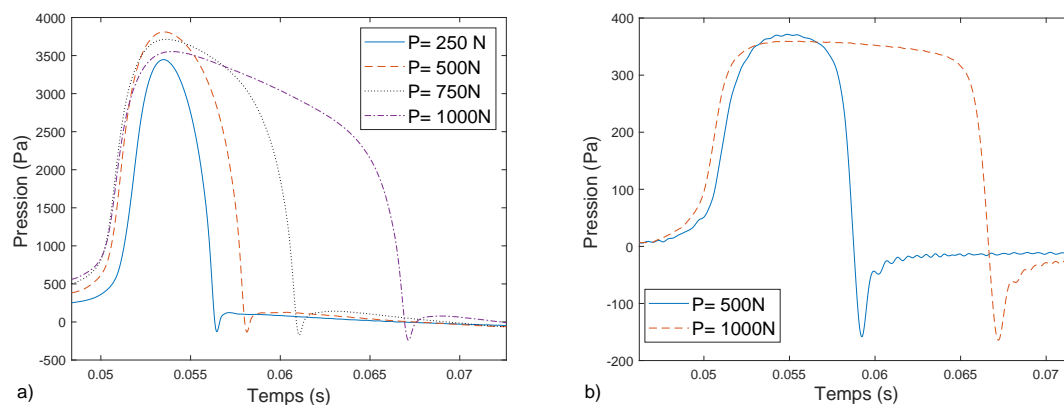 4000
3500
3000
2500
2000
1500
1000
500
0
-500
Pression (Pa)
0.05
0.055
0.06
0.065
0.07
Temps (s)
a)
P= 250 N
P= 500N
P= 750N
P= 1000N
400
300
200
100
0
-100
-200
Pression (Pa)
0.05
0.055
0.06
0.065
0.07
Temps (s)
b)
P= 500N
P= 1000N